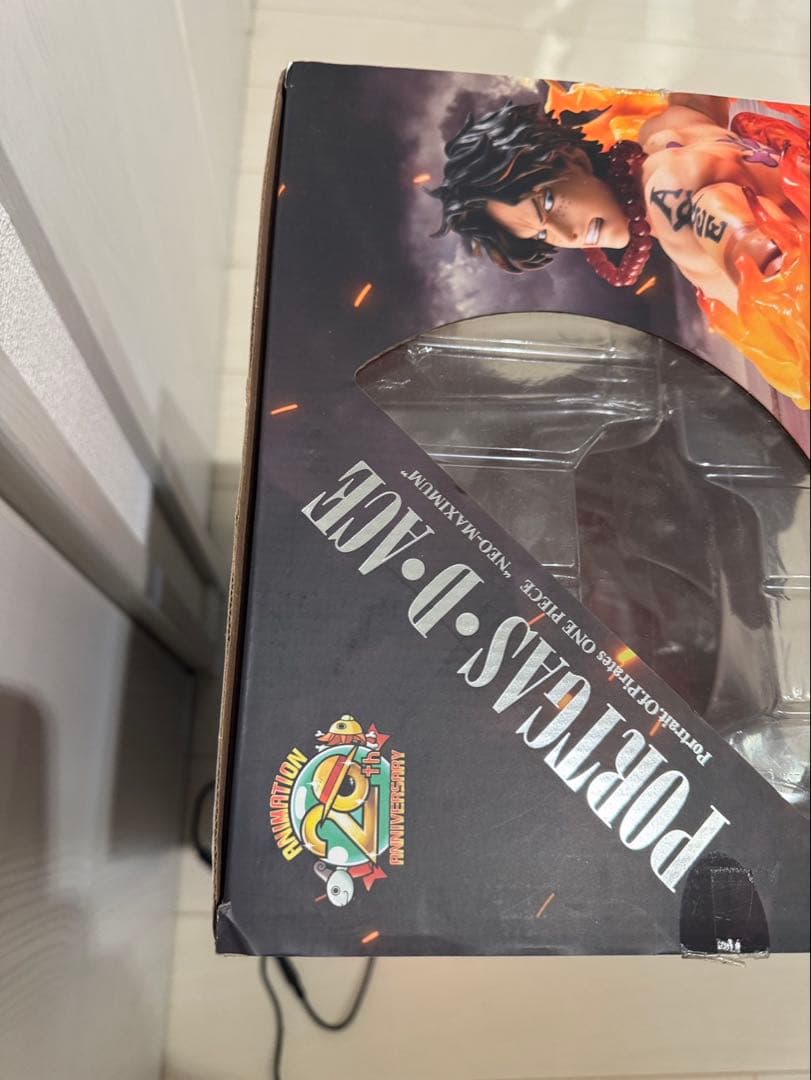 PORTGAS•D•ACE
Portrait.Of.Pirates ONE PIECE "NEO-MAXIMUM"
ANIMATION
20th
ANNIVERSARY
ASCE